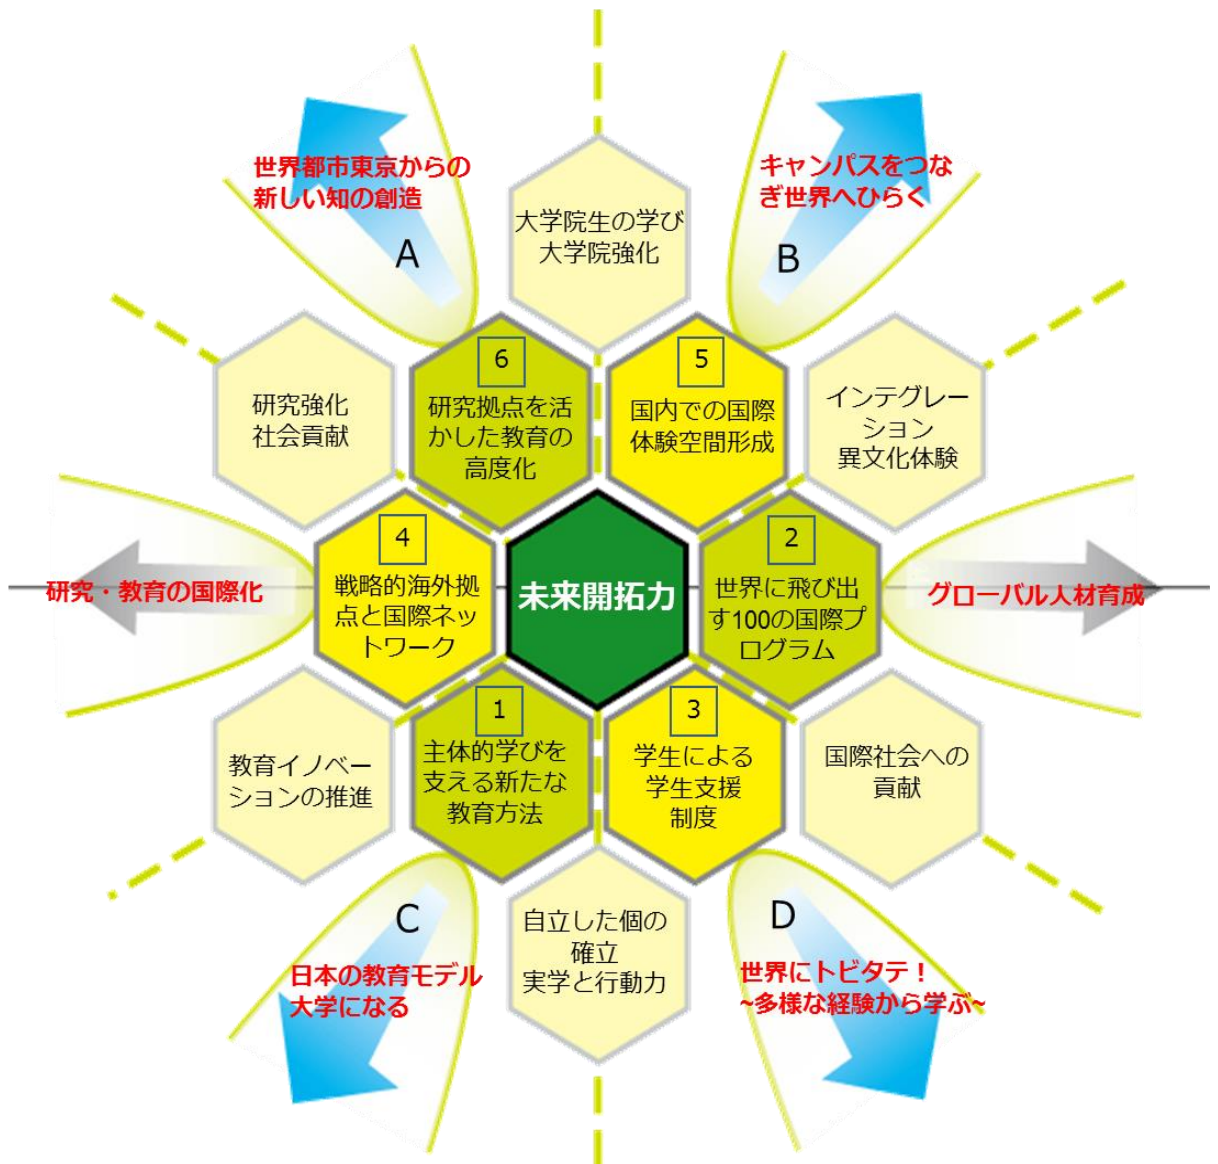 世界都市東京からの
新しい知の創造
A
キャンパスをつな
ぎ世界へひらく
B
大学院生の学び
大学院強化
研究強化
社会貢献
6
研究拠点を活
かした教育の
高度化
5
国内での国際
体験空間形成
インテグレー
ション
異文化体験
研究・教育の国際化
4
戦略的海外拠
点と国際ネッ
トワーク
未来開拓力
2
世界に飛び出
す100の国際プ
ログラム
グローバル人材育成
教育イノベー
ションの推進
1
主体的学びを
支える新たな
教育方法
3
学生による
学生支援
制度
国際社会への
貢献
C
日本の教育モデル
大学になる
自立した個の
確立
実学と行動力
D
世界にトビタテ！
~多様な経験から学ぶ~